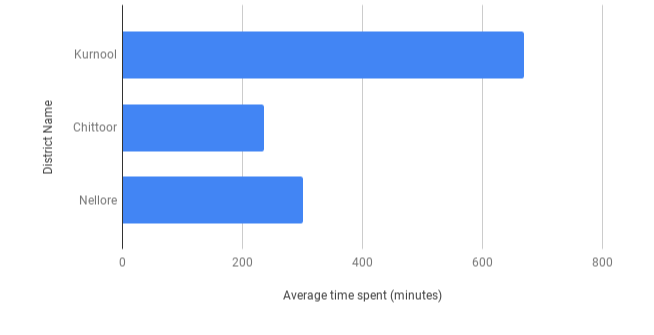 District Name
Kurnool
Chittoor
Nellore
0 200 400 600 800
Average time spent (minutes)